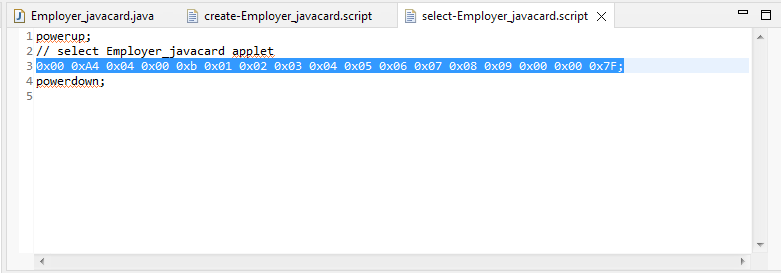 Employer_javacard.java create-Employer_javacard.script select-Employer_javacard.script
1 powerup;
2 // select Employer_javacard applet
3 0x00 0xA4 0x04 0x00 0xb 0x01 0x02 0x03 0x04 0x05 0x06 0x07 0x08 0x09 0x00 0x00 0x7F;
4 powerdown;
5